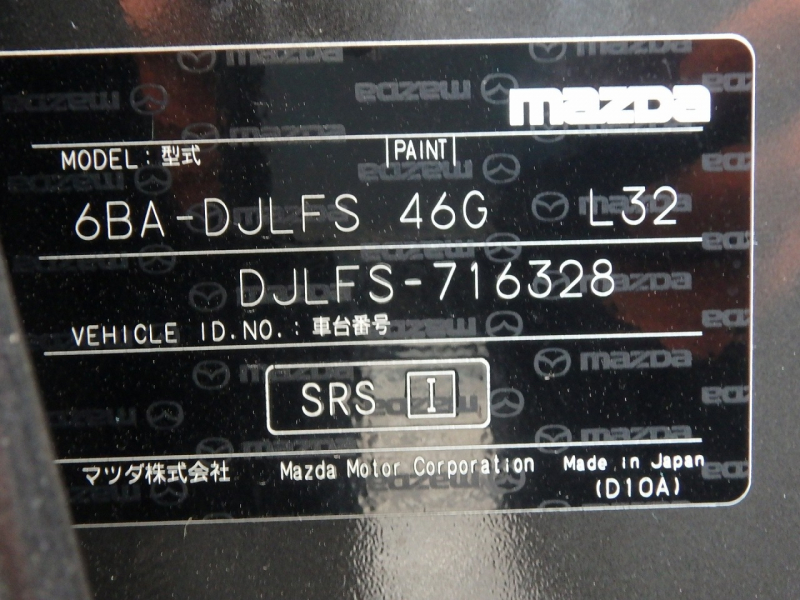 mazda
MODEL: 型式 PAINT
6BA-DJLFS 46G L32
DJLFS-716328
VEHICLE ID.NO.: 車台番号
SRS I
マツダ株式会社 Mazda Motor Corporation Made in Japan
(D10A)